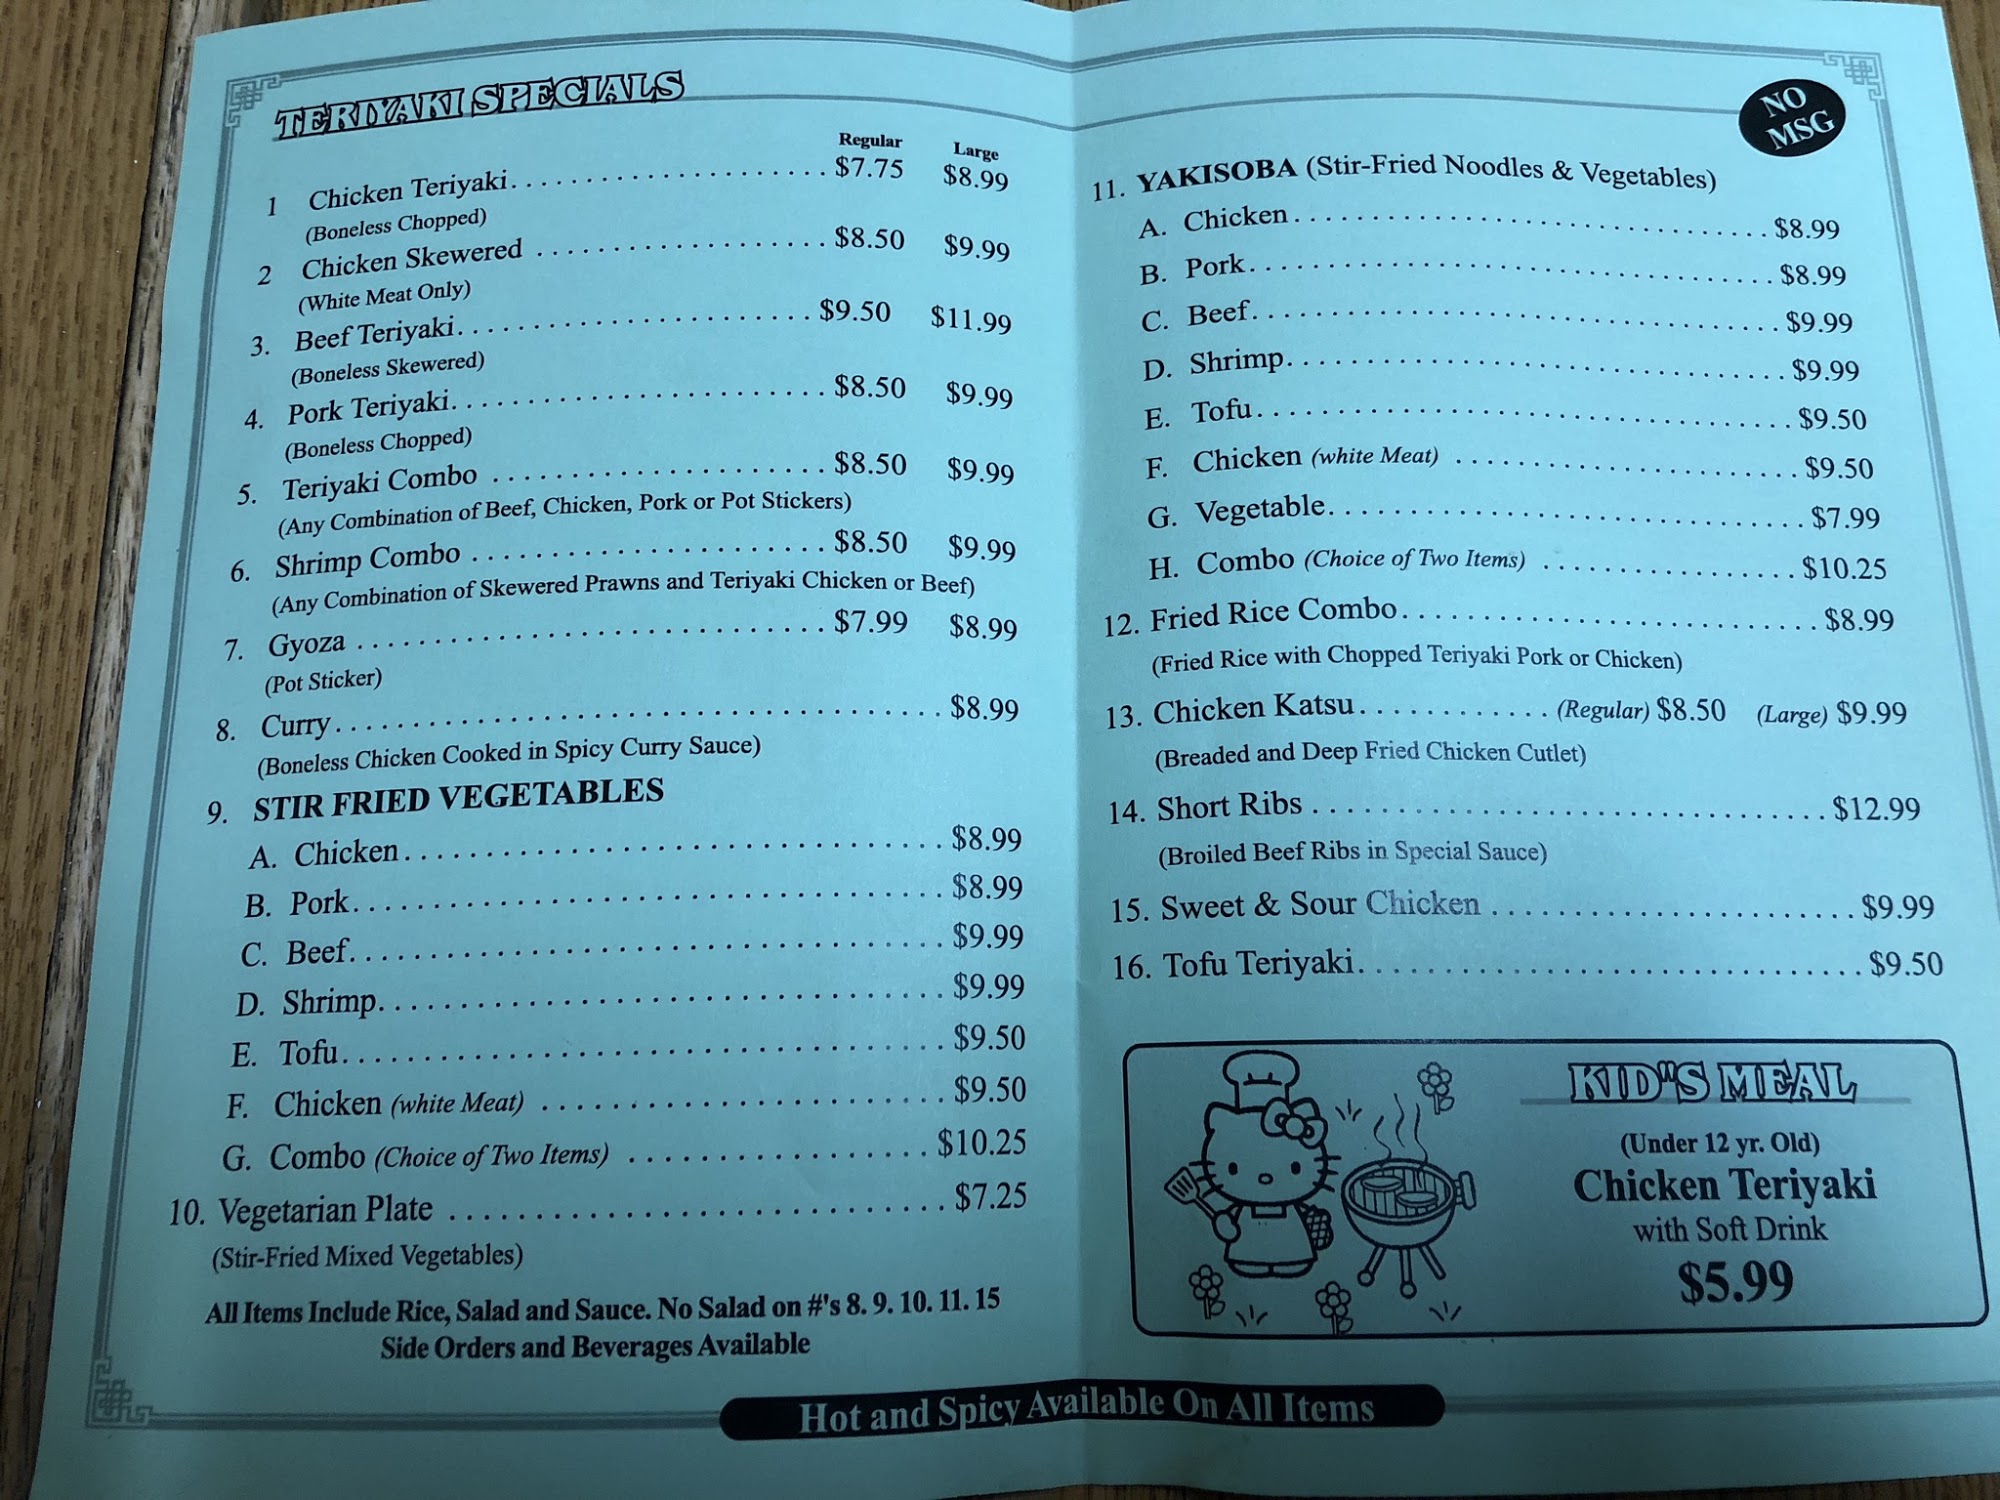 TERIYAKI SPECIALS
Regular Large
1 Chicken Teriyaki. . . . . . . . . . . . . . . . . . . . . $7.75 $8.99
(Boneless Chopped)
2 Chicken Skewered . . . . . . . . . . . . . . . . . . . $8.50 $9.99
(White Meat Only)
3. Beef Teriyaki. . . . . . . . . . . . . . . . . . . . . . . $9.50 $11.99
(Boneless Skewered)
4. Pork Teriyaki. . . . . . . . . . . . . . . . . . . . . . . . $8.50 $9.99
(Boneless Chopped)
5. Teriyaki Combo . . . . . . . . . . . . . . . . . . . . . $8.50 $9.99
(Any Combination of Beef, Chicken, Pork or Pot Stickers)
6. Shrimp Combo . . . . . . . . . . . . . . . . . . . . . . $8.50 $9.99
(Any Combination of Skewered Prawns and Teriyaki Chicken or Beef)
7. Gyoza . . . . . . . . . . . . . . . . . . . . . . . . . . . . $7.99 $8.99
(Pot Sticker)
8. Curry. . . . . . . . . . . . . . . . . . . . . . . . . . . . . . . . . . . $8.99
(Boneless Chicken Cooked in Spicy Curry Sauce)
9. STIR FRIED VEGETABLES
A. Chicken. . . . . . . . . . . . . . . . . . . . . . . . . . . . . . . $8.99
B. Pork. . . . . . . . . . . . . . . . . . . . . . . . . . . . . . . . . . $8.99
C. Beef. . . . . . . . . . . . . . . . . . . . . . . . . . . . . . . . . . $9.99
D. Shrimp. . . . . . . . . . . . . . . . . . . . . . . . . . . . . . . . $9.99
E. Tofu. . . . . . . . . . . . . . . . . . . . . . . . . . . . . . . . . . $9.50
F. Chicken (white Meat) . . . . . . . . . . . . . . . . . . . . . $9.50
G. Combo (Choice of Two Items) . . . . . . . . . . . . . . . . $10.25
10. Vegetarian Plate . . . . . . . . . . . . . . . . . . . . . . . . . . $7.25
(Stir-Fried Mixed Vegetables)
All Items Include Rice, Salad and Sauce. No Salad on #'s 8. 9. 10. 11. 15
Side Orders and Beverages Available
NO
MSG
11. YAKISOBA (Stir-Fried Noodles & Vegetables)
A. Chicken . . . . . . . . . . . . . . . . . . . . . . . . . . . . . . . $8.99
B. Pork. . . . . . . . . . . . . . . . . . . . . . . . . . . . . . . . . . $8.99
C. Beef. . . . . . . . . . . . . . . . . . . . . . . . . . . . . . . . . . $9.99
D. Shrimp. . . . . . . . . . . . . . . . . . . . . . . . . . . . . . . . $9.99
E. Tofu. . . . . . . . . . . . . . . . . . . . . . . . . . . . . . . . . . $9.50
F. Chicken (white Meat) . . . . . . . . . . . . . . . . . . . . . $9.50
G. Vegetable. . . . . . . . . . . . . . . . . . . . . . . . . . . . . . $7.99
H. Combo (Choice of Two Items) . . . . . . . . . . . . . . . $10.25
12. Fried Rice Combo. . . . . . . . . . . . . . . . . . . . . . . . . . $8.99
(Fried Rice with Chopped Teriyaki Pork or Chicken)
13. Chicken Katsu. . . . . . . . . . . . (Regular) $8.50 (Large) $9.99
(Breaded and Deep Fried Chicken Cutlet)
14. Short Ribs . . . . . . . . . . . . . . . . . . . . . . . . . . . . . . . $12.99
(Broiled Beef Ribs in Special Sauce)
15. Sweet & Sour Chicken . . . . . . . . . . . . . . . . . . . . . . $9.99
16. Tofu Teriyaki. . . . . . . . . . . . . . . . . . . . . . . . . . . . . . $9.50
KID"S MEAL
(Under 12 yr. Old)
Chicken Teriyaki
with Soft Drink
$5.99
Hot and Spicy Available On All Items